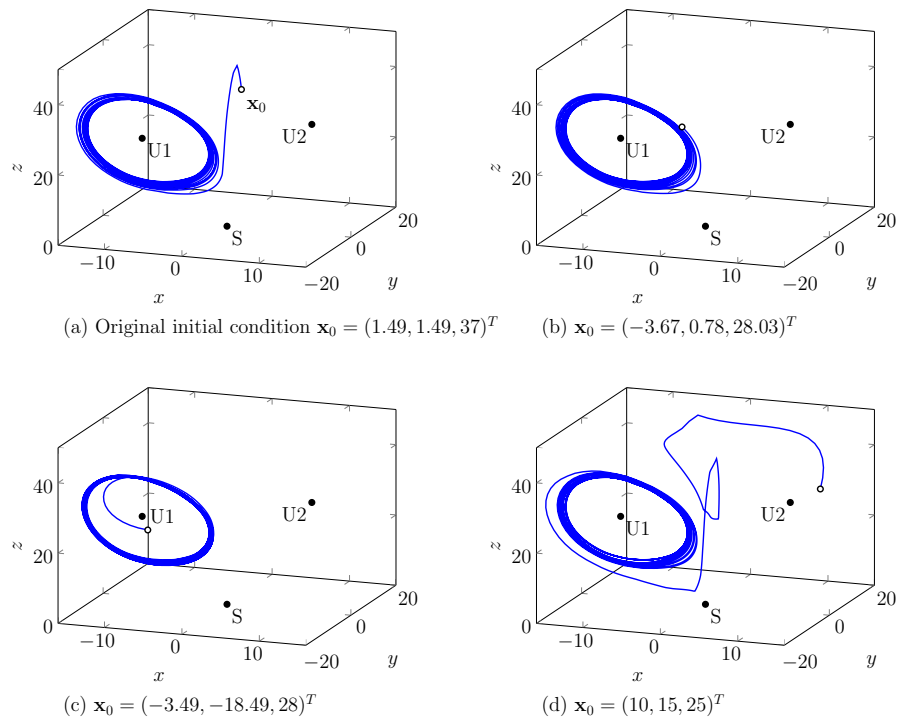 40
20
0
z
−10
0
10
x
−20
0
20
y
U1
U2
S
x₀
(a) Original initial condition x₀ = (1.49, 1.49, 37)ᵀ
40
20
0
z
−10
0
10
x
−20
0
20
y
U1
U2
S
(b) x₀ = (−3.67, 0.78, 28.03)ᵀ
40
20
0
z
−10
0
10
x
−20
0
20
y
U1
U2
S
(c) x₀ = (−3.49, −18.49, 28)ᵀ
40
20
0
z
−10
0
10
x
−20
0
20
y
U1
U2
S
(d) x₀ = (10, 15, 25)ᵀ